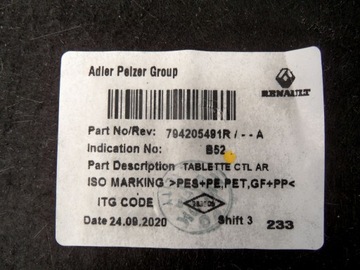 Adler Pelzer Group
RENAULT
Part No/Rev: 794205491R / - - A
Indication No: B52
Part Description TABLETTE CTL AR
ISO MARKING >PES+PE,PET,GF+PP<
ITG CODE
Date 24.09.2020 Shift 3 233